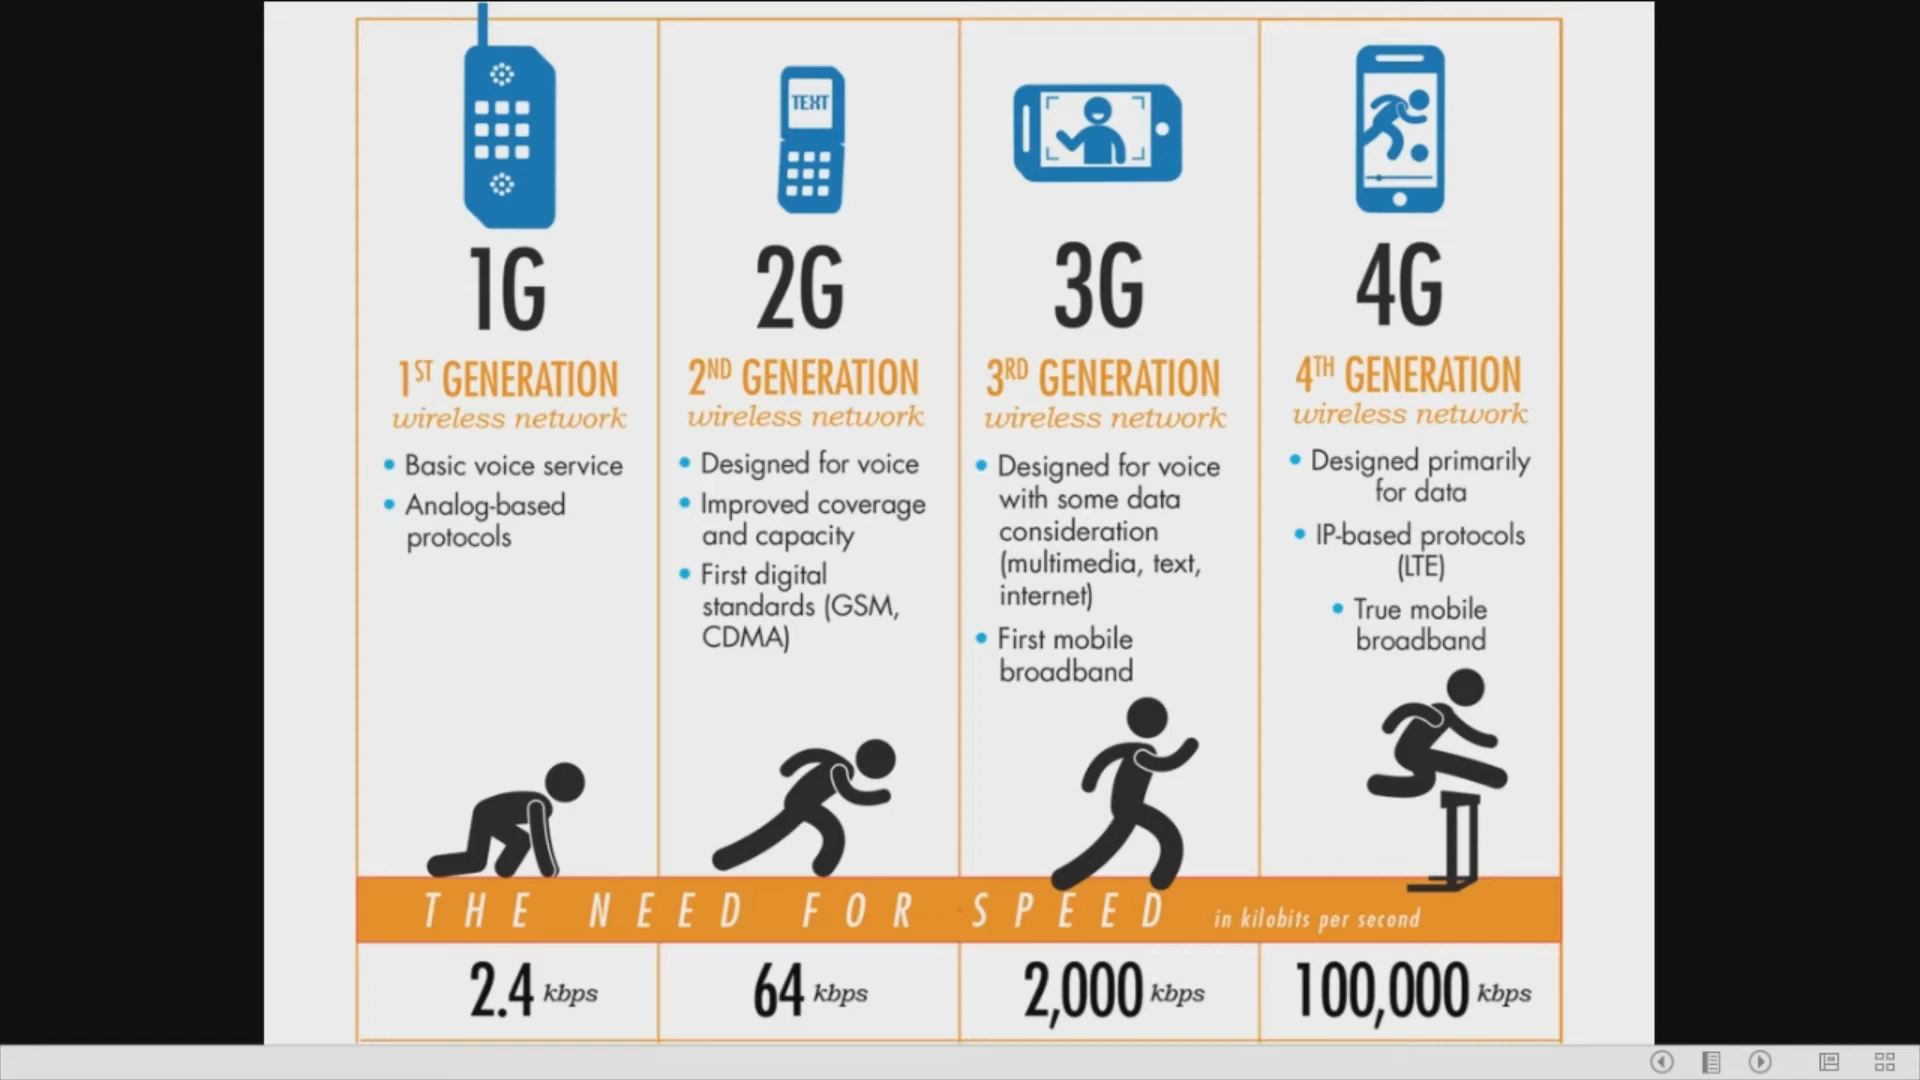 TEXT
1G
1ST GENERATION
wireless network
• Basic voice service
• Analog-based
protocols
2G
2ND GENERATION
wireless network
• Designed for voice
• Improved coverage
and capacity
• First digital
standards (GSM,
CDMA)
3G
3RD GENERATION
wireless network
• Designed for voice
with some data
consideration
(multimedia, text,
internet)
• First mobile
broadband
4G
4TH GENERATION
wireless network
• Designed primarily
for data
• IP-based protocols
(LTE)
• True mobile
broadband
THE NEED FOR SPEED in kilobits per second
2.4 kbps
64 kbps
2,000 kbps
100,000 kbps